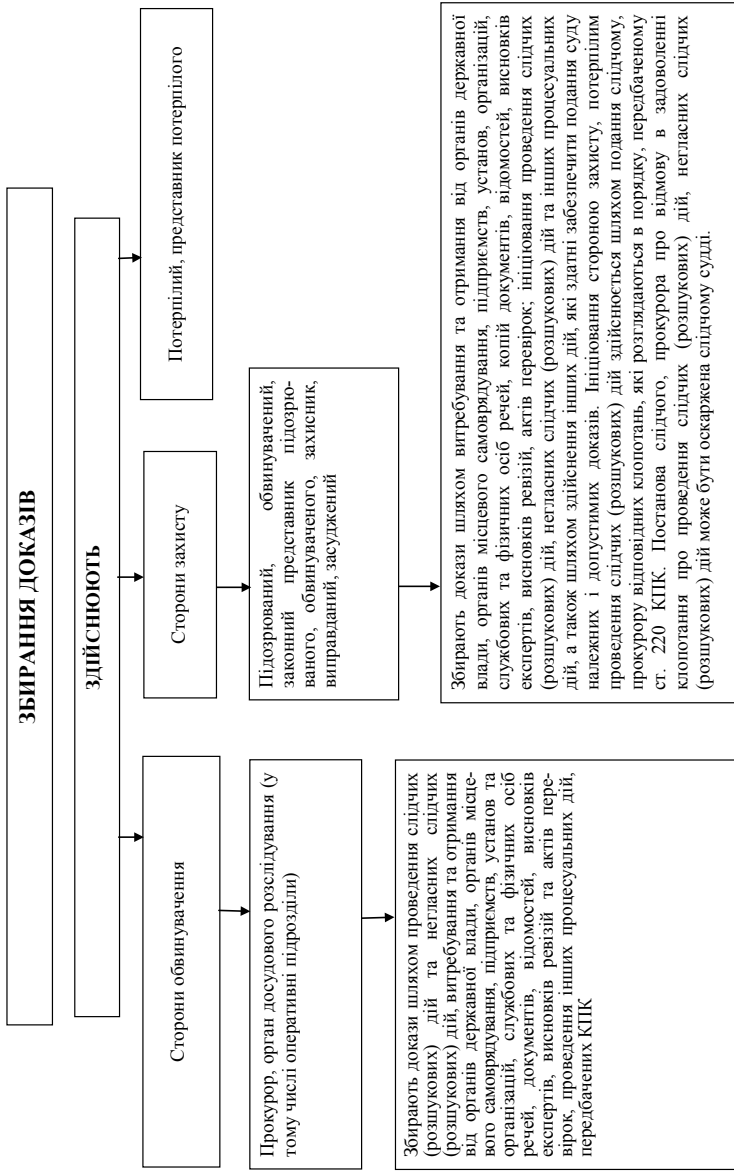 ЗБИРАННЯ ДОКАЗІВ
ЗДІЙСНЮЮТЬ
Сторони обвинувачення
Прокурор, орган досудового розслідування (у
тому числі оперативні підрозділи)
Збирають докази шляхом проведення слідчих
(розшукових) дій та негласних слідчих
(розшукових) дій, витребування та отримання
від органів державної влади, органів місце-
вого самоврядування, підприємств, установ та
організацій, службових та фізичних осіб
речей, документів, відомостей, висновків
експертів, висновків ревізій та актів пере-
вірок, проведення інших процесуальних дій,
передбачених КПК
Сторони захисту
Підозрюваний, обвинувачений,
законний представник підозрю-
ваного, обвинуваченого, захисник,
виправданий, засуджений
Потерпілий, представник потерпілого
Збирають докази шляхом витребування та отримання від органів державної
влади, органів місцевого самоврядування, підприємств, установ, організацій,
службових та фізичних осіб речей, копій документів, відомостей, висновків
експертів, висновків ревізій, актів перевірок; ініціювання проведення слідчих
(розшукових) дій, негласних слідчих (розшукових) дій та інших процесуальних
дій, а також шляхом здійснення інших дій, які здатні забезпечити подання суду
належних і допустимих доказів. Ініціювання стороною захисту, потерпілим
проведення слідчих (розшукових) дій здійснюється шляхом подання слідчому,
прокурору відповідних клопотань, які розглядаються в порядку, передбаченому
ст. 220 КПК. Постанова слідчого, прокурора про відмову в задоволенні
клопотання про проведення слідчих (розшукових) дій, негласних слідчих
(розшукових) дій може бути оскаржена слідчому судді.